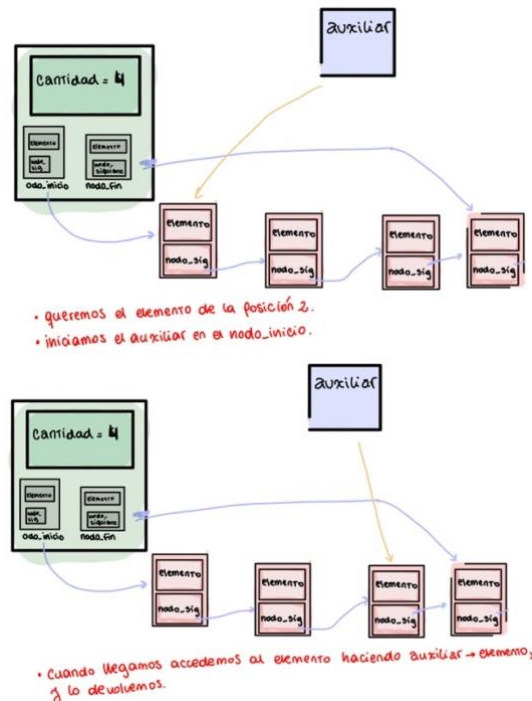 auxiliar
cantidad = 4
elemento
elemento
nodo_sig
nodo_siguiente
odo_inicio
nodo_fin
elemento
elemento
elemento
elemento
nodo_sig
nodo_sig
nodo_sig
nodo_sig
• queremos el elemento de la posición 2.
• iniciamos el auxiliar en el nodo_inicio.
auxiliar
cantidad = 4
elemento
elemento
nodo_sig
nodo_siguiente
odo_inicio
nodo_fin
elemento
elemento
elemento
elemento
nodo_sig
nodo_sig
nodo_sig
nodo_sig
• cuando llegamos accedemos al elemento haciendo auxiliar → elemento,
y lo devolvemos.